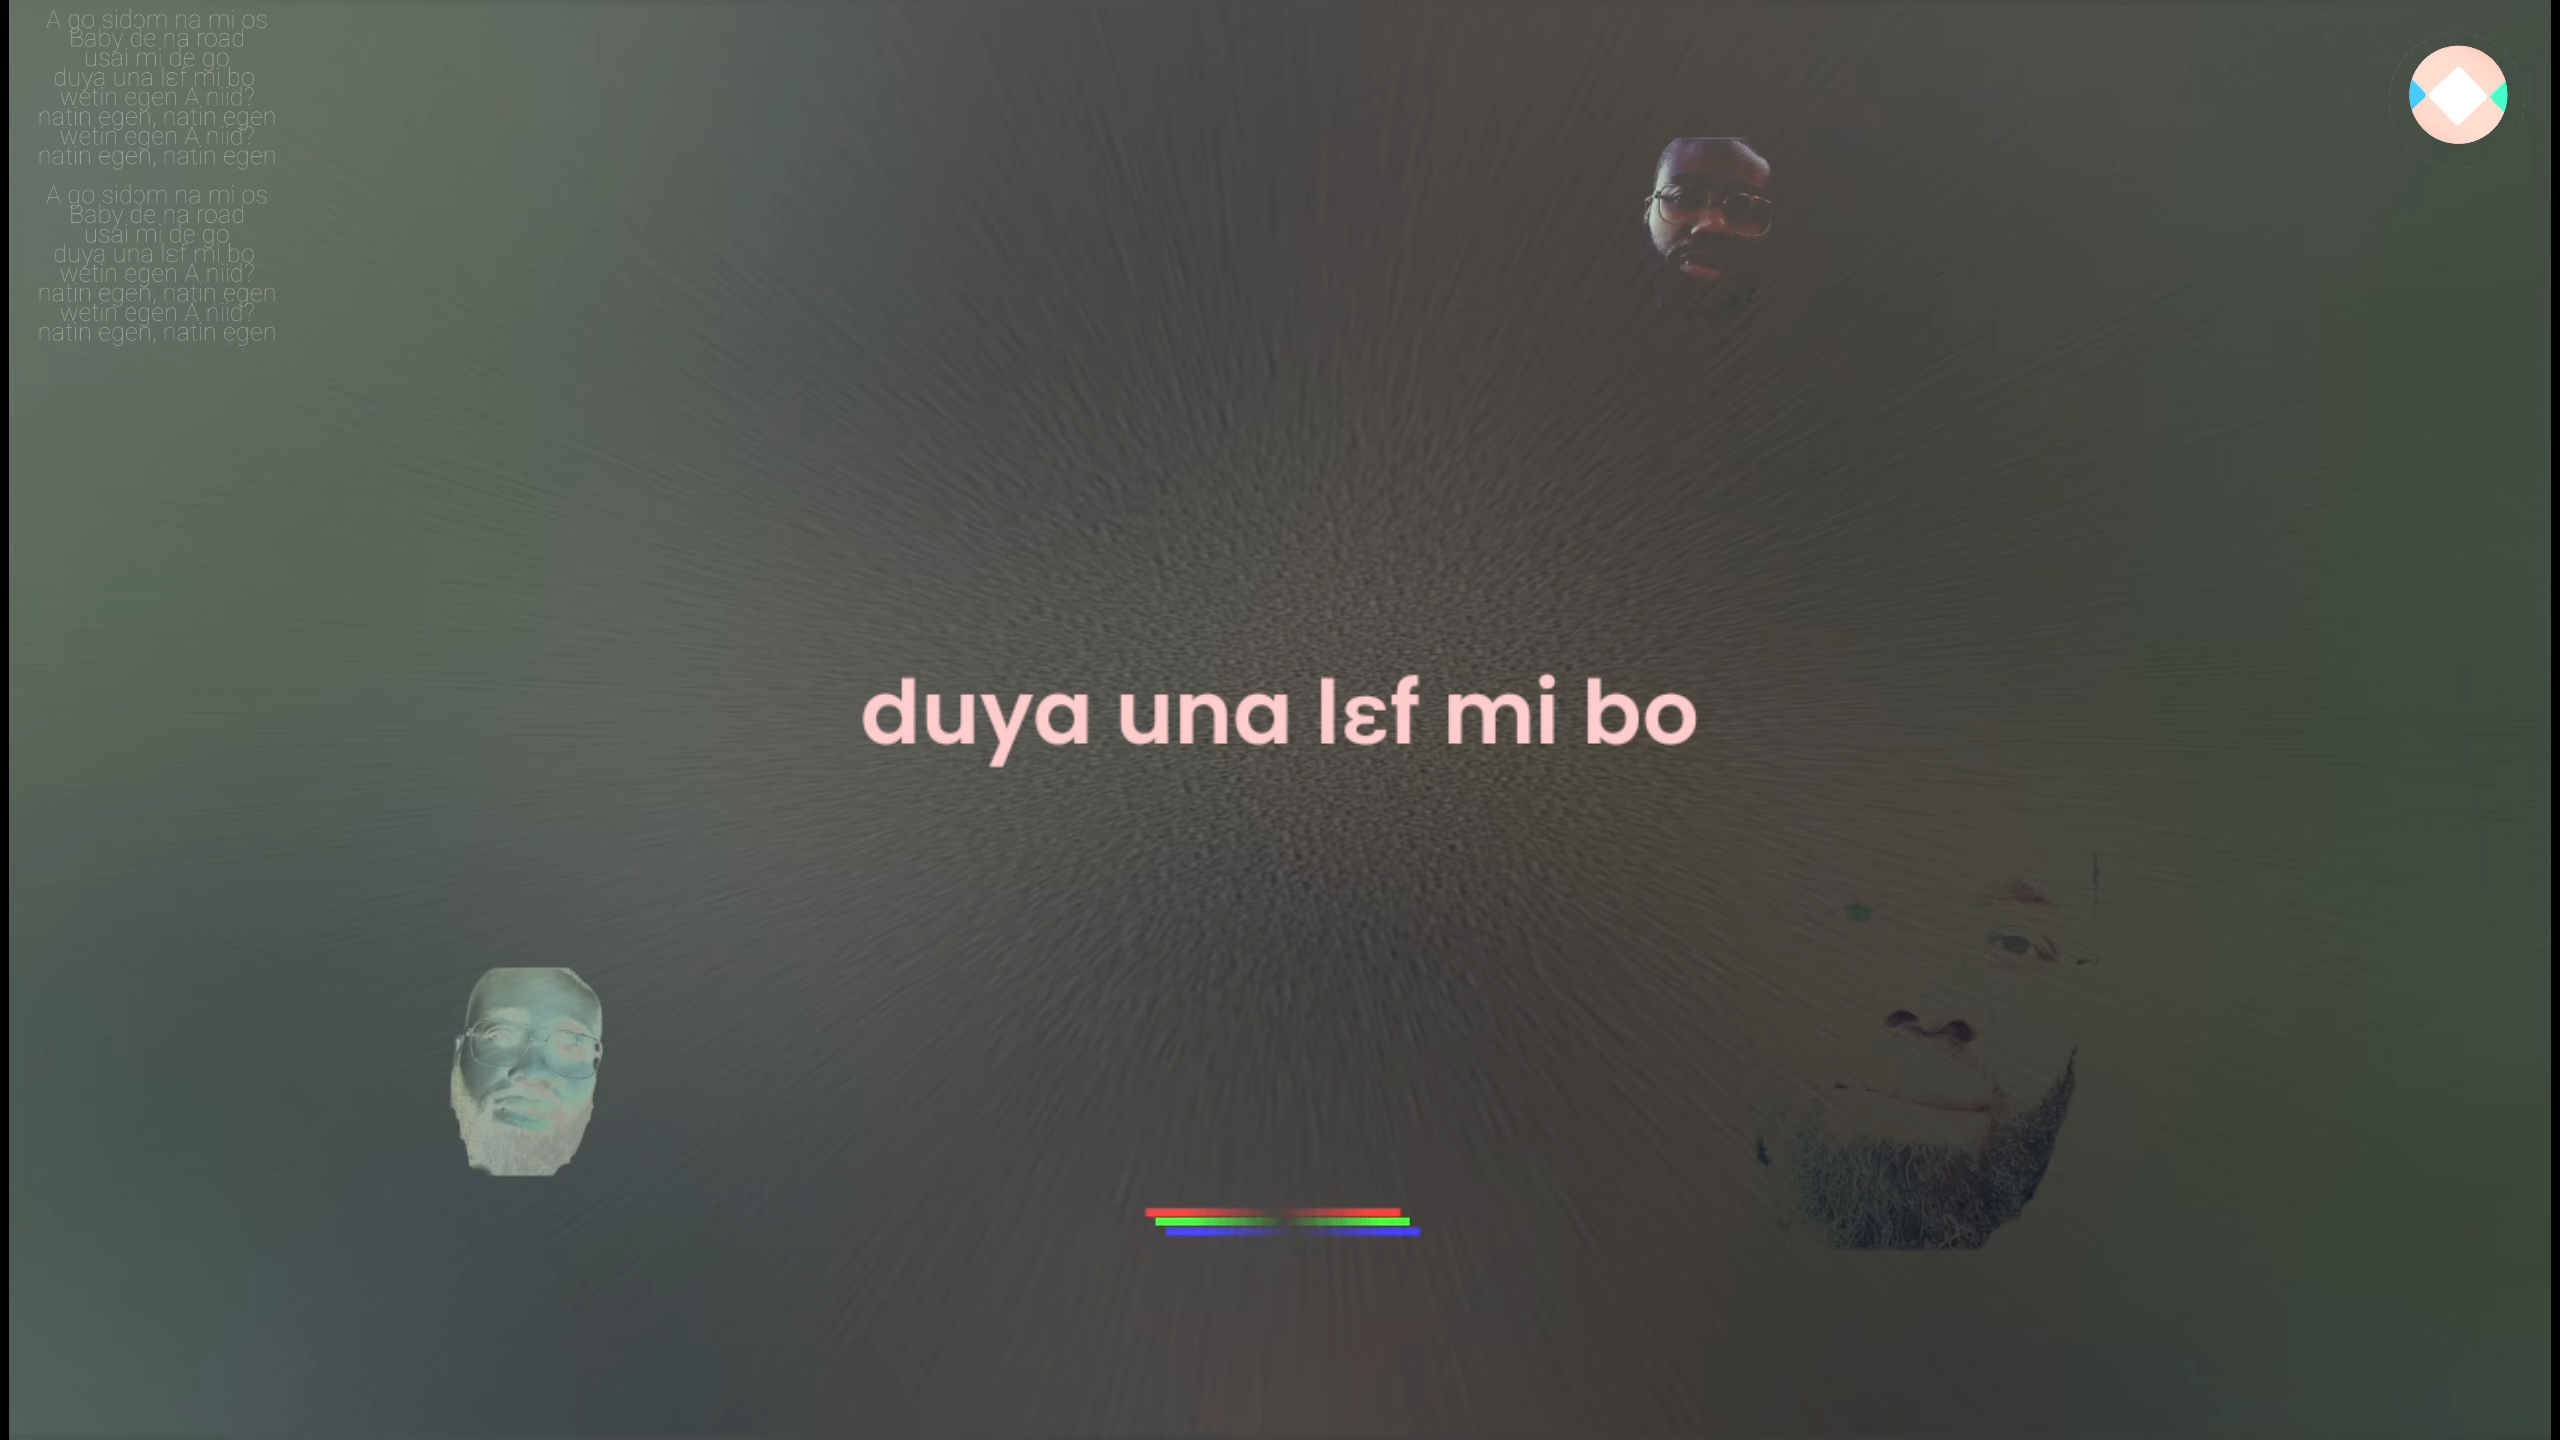 A go sidɔm na mi os
Baby de na road
usai mi de go
duya una lɛf mi bo
wetin egen A niid?
natin egen, natin egen
wetin egen A niid?
natin egen, natin egen
A go sidɔm na mi os
Baby de na road
usai mi de go
duya una lɛf mi bo
wetin egen A niid?
natin egen, natin egen
wetin egen A niid?
natin egen, natin egen
duya una lɛf mi bo